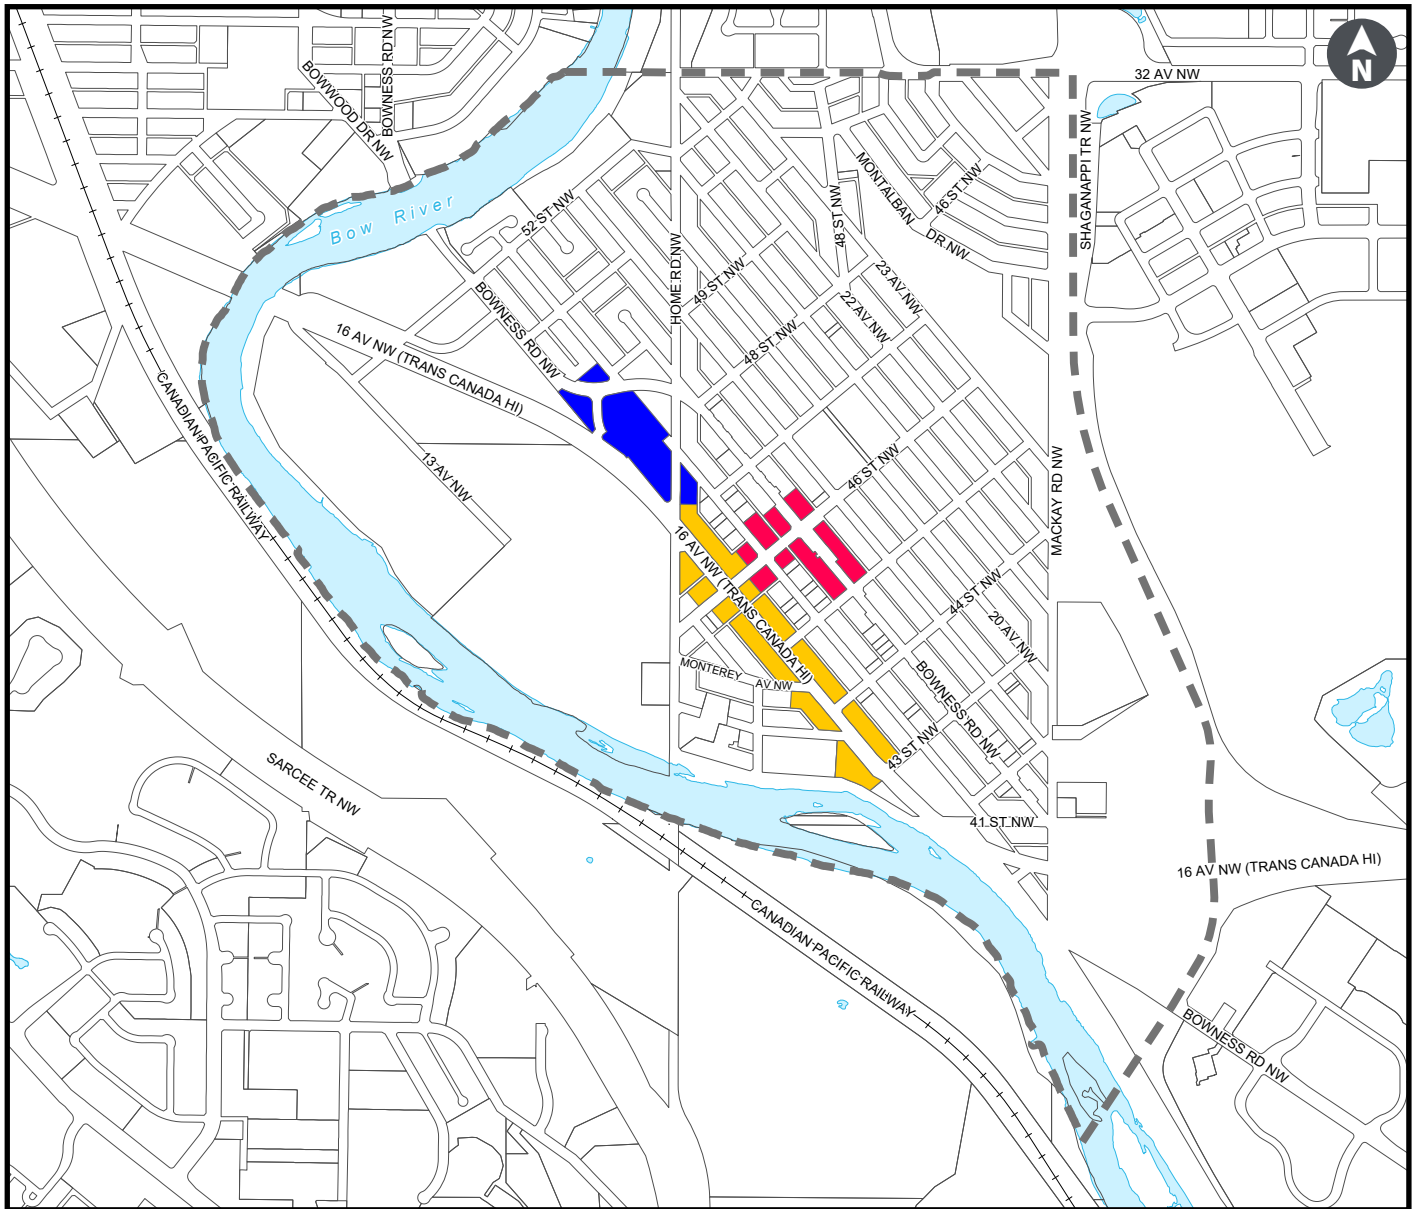 BOWNESS RD NW
BOWWOOD DR NW
N
32 AV NW
SHAGANAPPI TR NW
MONTALBAN DR NW
46 ST NW
48 ST NW
52 ST NW
Bow River
HOME RD NW
49 ST NW
23 AV NW
22 AV NW
BOWNESS RD NW
48 ST NW
16 AV NW (TRANS CANADA HI)
CANADIAN PACIFIC RAILWAY
13 AV NW
46 ST NW
MACKAY RD NW
16 AV NW (TRANS CANADA HI)
44 ST NW
20 AV NW
MONTEREY AV NW
BOWNESS RD NW
43 ST NW
SARCEE TR NW
41 ST NW
16 AV NW (TRANS CANADA HI)
CANADIAN PACIFIC RAILWAY
BOWNESS RD NW